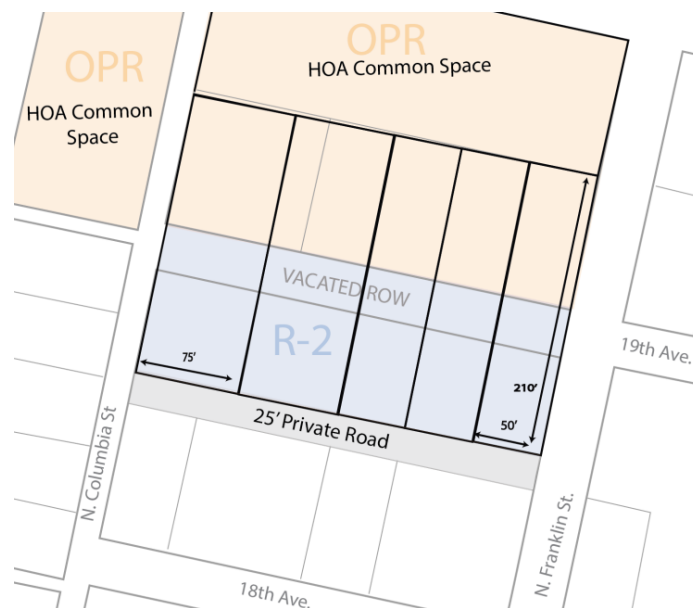 OPR
HOA Common Space
OPR
HOA Common
Space
VACATED ROW
R-2
75'
210'
50'
25' Private Road
19th Ave.
N. Columbia St
N. Franklin St.
18th Ave.